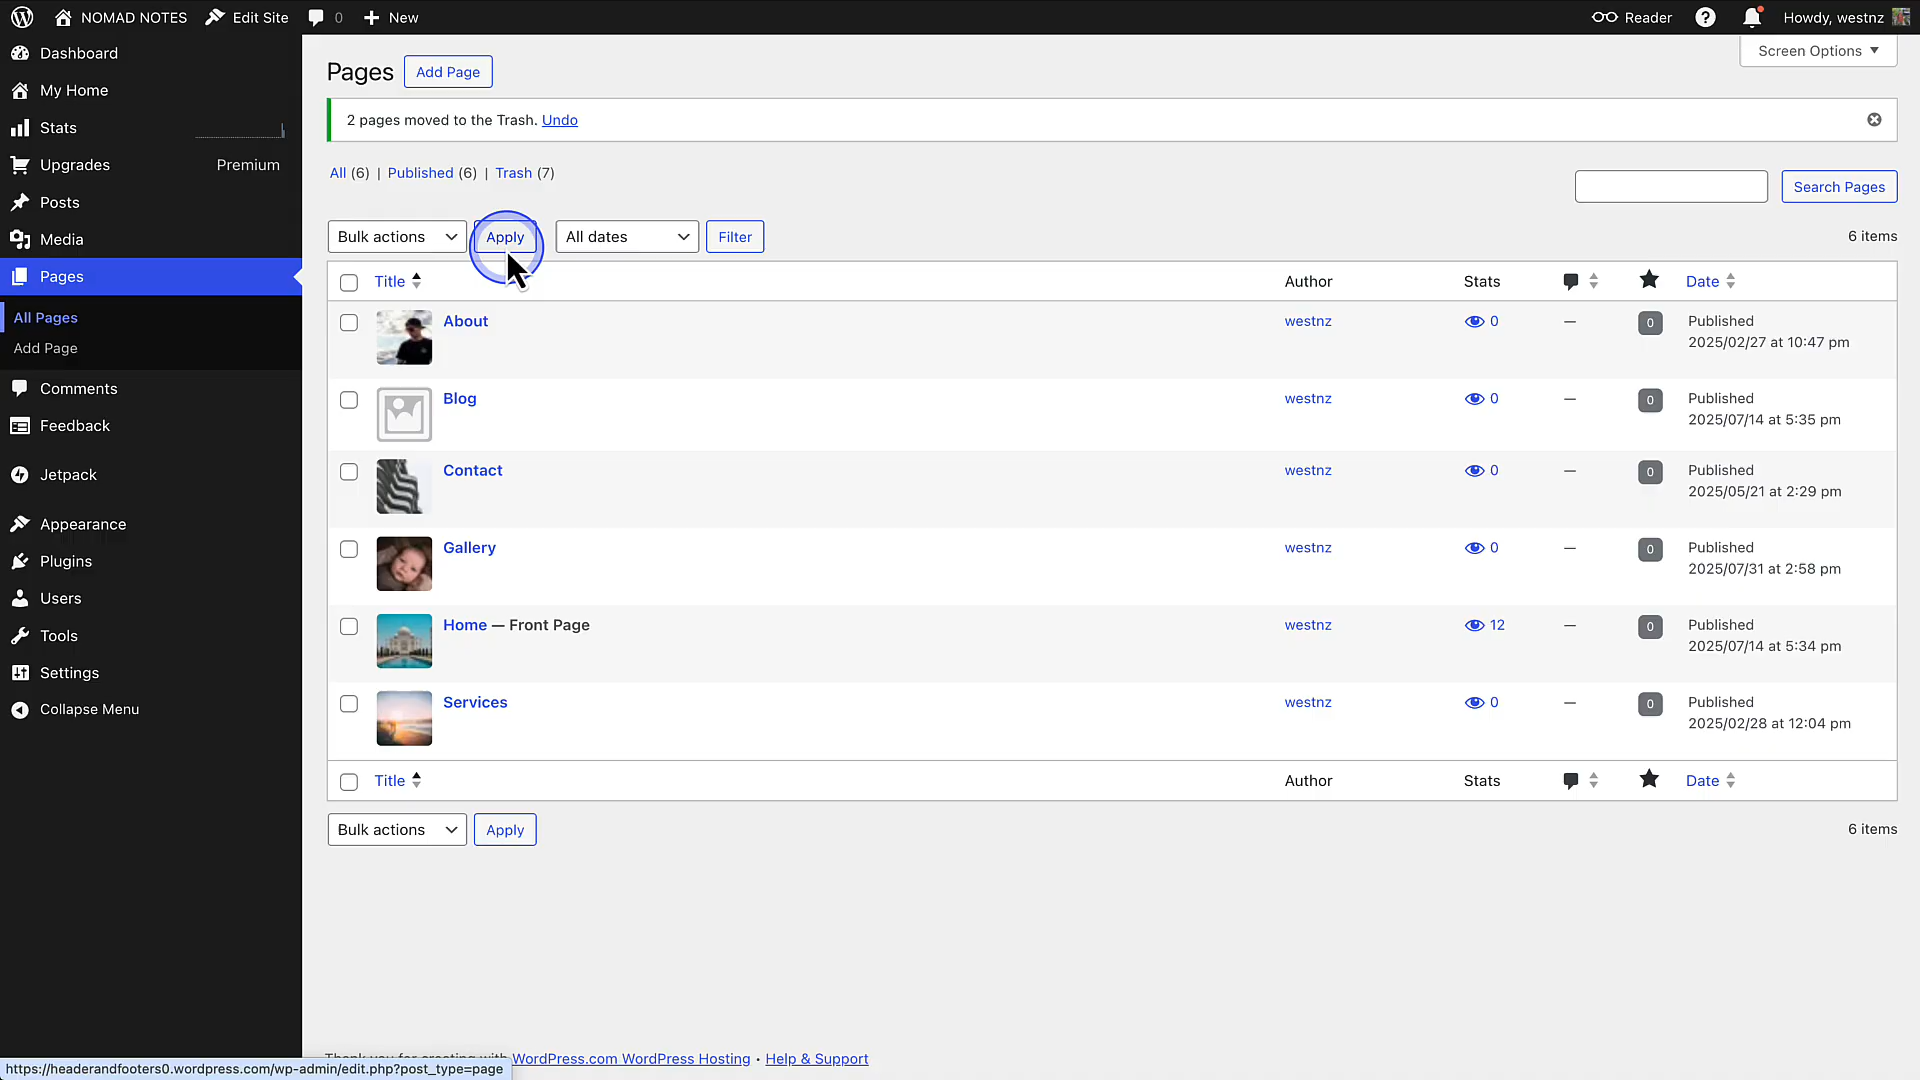 NOMAD NOTES Edit Site 0 New Reader Howdy, westnz
Screen Options
Dashboard
My Home
Stats
Upgrades Premium
Posts
Media
Pages
All Pages
Add Page
Comments
Feedback
Jetpack
Appearance
Plugins
Users
Tools
Settings
Collapse Menu
Pages Add Page
2 pages moved to the Trash. Undo
All (6) | Published (6) | Trash (7)
Search Pages
Bulk actions Apply All dates Filter 6 items
Title Author Stats Date
About westnz 0 — 0 Published
2025/02/27 at 10:47 pm
Blog westnz 0 — 0 Published
2025/07/14 at 5:35 pm
Contact westnz 0 — 0 Published
2025/05/21 at 2:29 pm
Gallery westnz 0 — 0 Published
2025/07/31 at 2:58 pm
Home — Front Page westnz 12 — 0 Published
2025/07/14 at 5:34 pm
Services westnz 0 — 0 Published
2025/02/28 at 12:04 pm
Title Author Stats Date
Bulk actions Apply 6 items
Thank you for creating with WordPress.com WordPress Hosting • Help & Support
https://headerandfooters0.wordpress.com/wp-admin/edit.php?post_type=page